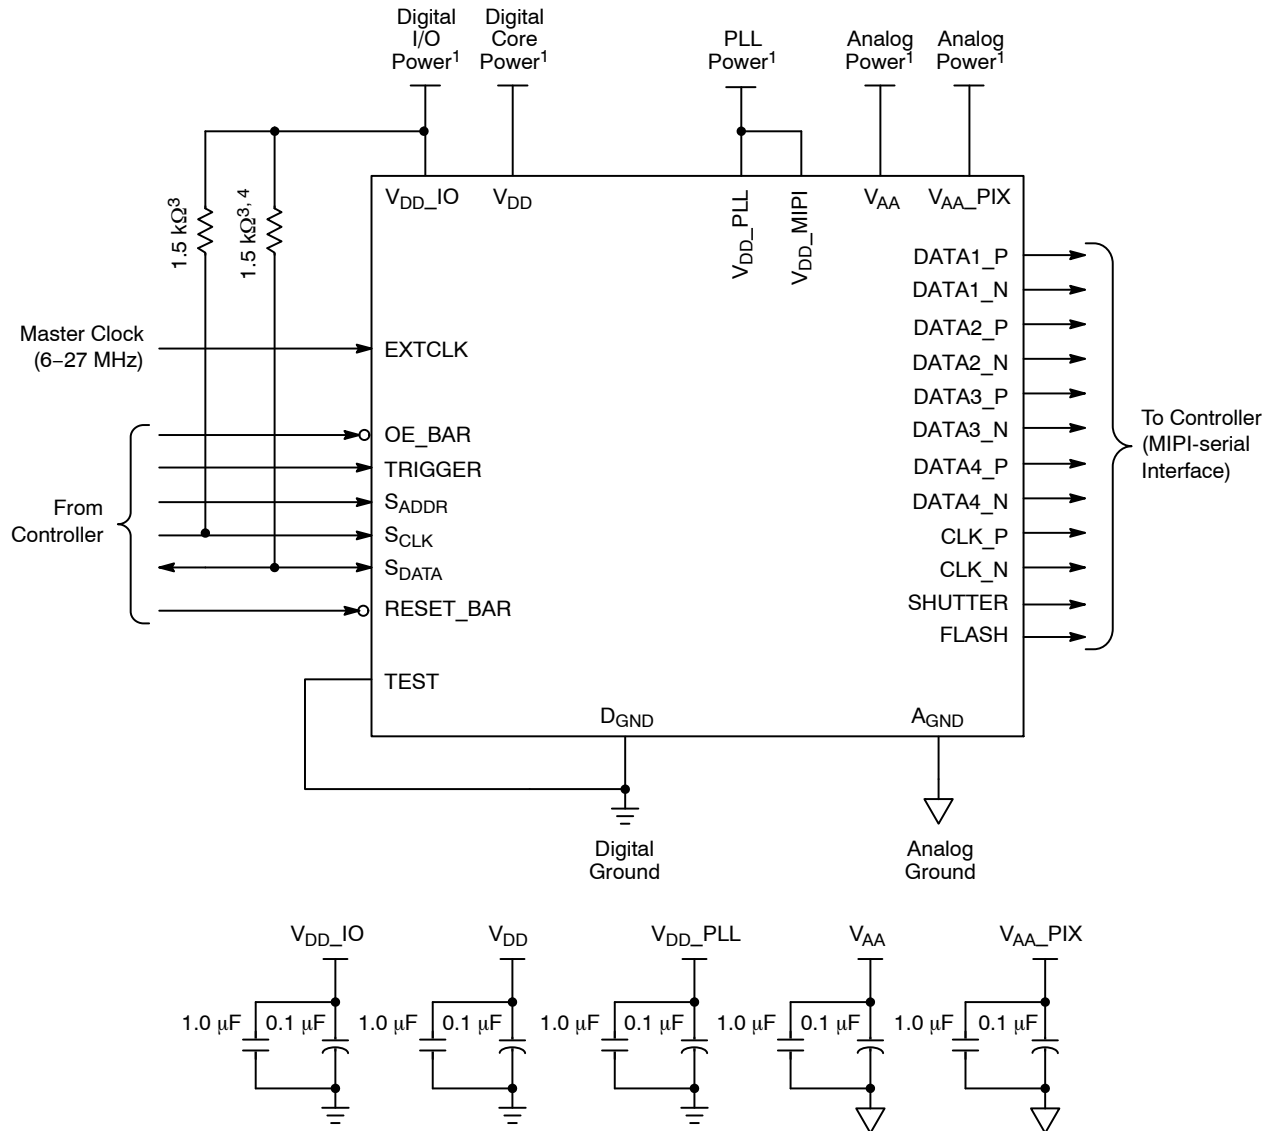 Digital
I/O
Power1
Digital
Core
Power1
PLL
Power1
Analog
Power1
Analog
Power1
1.5 kΩ3
1.5 kΩ3, 4
VDD_IO
VDD
VDD_PLL
VDD_MIPI
VAA
VAA_PIX
Master Clock
(6–27 MHz)
EXTCLK
From
Controller
OE_BAR
TRIGGER
SADDR
SCLK
SDATA
RESET_BAR
TEST
DATA1_P
DATA1_N
DATA2_P
DATA2_N
DATA3_P
DATA3_N
DATA4_P
DATA4_N
CLK_P
CLK_N
SHUTTER
FLASH
To Controller
(MIPI-serial
Interface)
DGND
AGND
Digital
Ground
Analog
Ground
VDD_IO
VDD
VDD_PLL
VAA
VAA_PIX
1.0 μF
0.1 μF
1.0 μF
0.1 μF
1.0 μF
0.1 μF
1.0 μF
0.1 μF
1.0 μF
0.1 μF